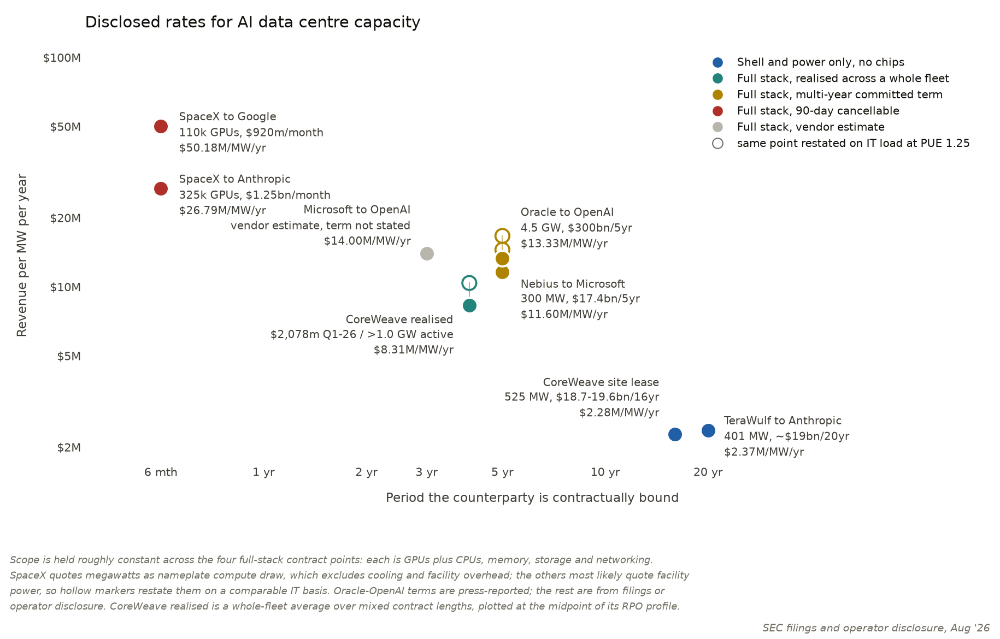 Disclosed rates for AI data centre capacity
$100M
$50M
$20M
$10M
$5M
$2M
Revenue per MW per year
Shell and power only, no chips
Full stack, realised across a whole fleet
Full stack, multi-year committed term
Full stack, 90-day cancellable
Full stack, vendor estimate
same point restated on IT load at PUE 1.25
SpaceX to Google
110k GPUs, $920m/month
$50.18M/MW/yr
SpaceX to Anthropic
325k GPUs, $1.25bn/month
$26.79M/MW/yr
Microsoft to OpenAI
vendor estimate, term not stated
$14.00M/MW/yr
Oracle to OpenAI
4.5 GW, $300bn/5yr
$13.33M/MW/yr
Nebius to Microsoft
300 MW, $17.4bn/5yr
$11.60M/MW/yr
CoreWeave realised
$2,078m Q1-26 / >1.0 GW active
$8.31M/MW/yr
CoreWeave site lease
525 MW, $18.7-19.6bn/16yr
$2.28M/MW/yr
TeraWulf to Anthropic
401 MW, ~$19bn/20yr
$2.37M/MW/yr
6 mth
1 yr
2 yr
3 yr
5 yr
10 yr
20 yr
Period the counterparty is contractually bound
Scope is held roughly constant across the four full-stack contract points: each is GPUs plus CPUs, memory, storage and networking.
SpaceX quotes megawatts as nameplate compute draw, which excludes cooling and facility overhead; the others most likely quote facility
power, so hollow markers restate them on a comparable IT basis. Oracle-OpenAI terms are press-reported; the rest are from filings or
operator disclosure. CoreWeave realised is a whole-fleet average over mixed contract lengths, plotted at the midpoint of its RPO profile.
SEC filings and operator disclosure, Aug '26